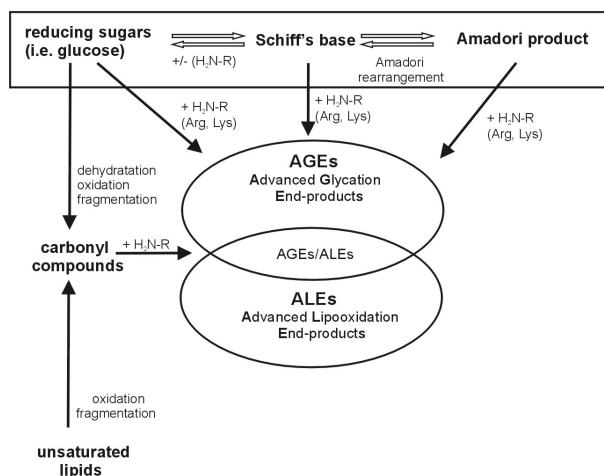 reducing sugars
(i.e. glucose)
+/- (H₂N-R)
Schiff's base
Amadori
rearrangement
Amadori product
+ H₂N-R
(Arg, Lys)
+ H₂N-R
(Arg, Lys)
+ H₂N-R
(Arg, Lys)
dehydratation
oxidation
fragmentation
AGEs
Advanced Glycation
End-products
carbonyl
compounds
+ H₂N-R
AGEs/ALEs
ALEs
Advanced Lipooxidation
End-products
oxidation
fragmentation
unsaturated
lipids